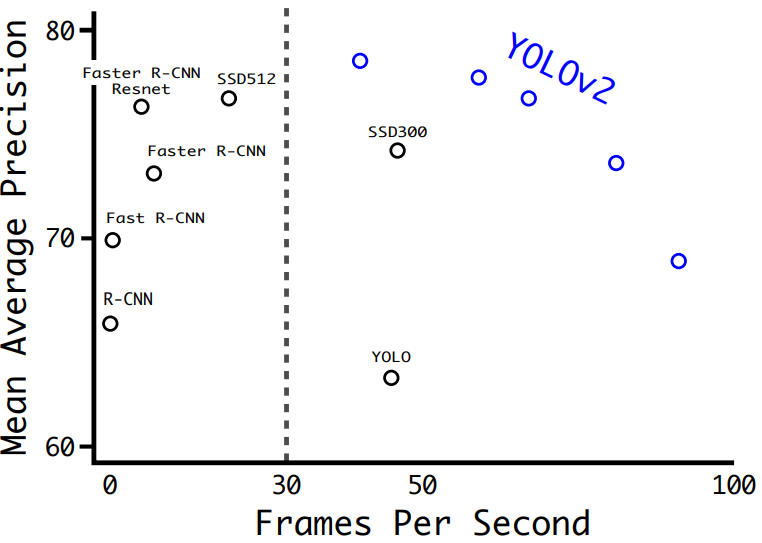 Mean Average Precision
80
70
60
Faster R-CNN
Resnet
SSD512
Faster R-CNN
Fast R-CNN
R-CNN
SSD300
YOLO
YOLOv2
0
30
50
100
Frames Per Second